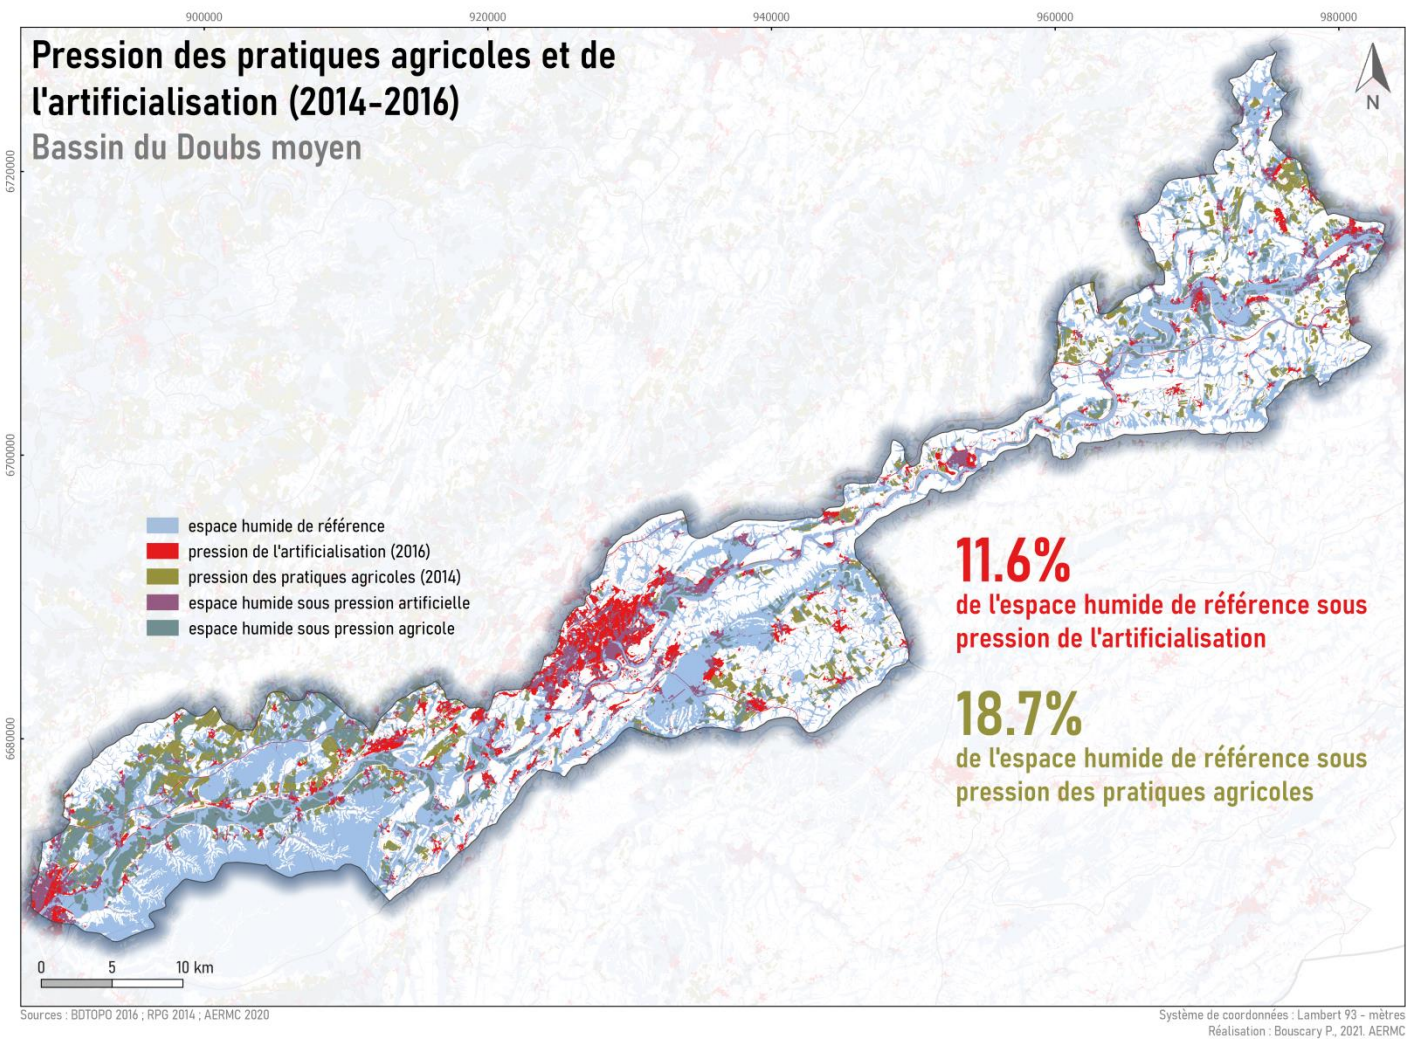 900000
920000
940000
960000
980000
Pression des pratiques agricoles et de
l'artificialisation (2014-2016)
Bassin du Doubs moyen
N
6720000
6700000
6680000
espace humide de référence
pression de l'artificialisation (2016)
pression des pratiques agricoles (2014)
espace humide sous pression artificielle
espace humide sous pression agricole
11.6%
de l'espace humide de référence sous
pression de l'artificialisation
18.7%
de l'espace humide de référence sous
pression des pratiques agricoles
0 5 10 km
Sources : BDTOPO 2016 ; RPG 2014 ; AERMC 2020
Système de coordonnées : Lambert 93 - mètres
Réalisation : Bouscary P., 2021. AERMC